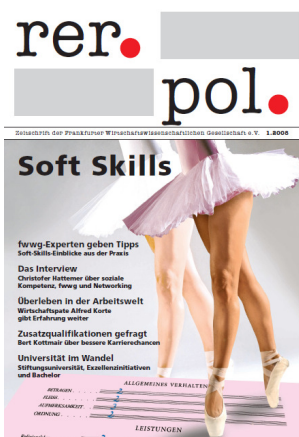 rer.
pol.
Zeitschrift der Frankfurter Wirtschaftswissenschaftlichen Gesellschaft e.V. 1.2008
Soft Skills
fwwg-Experten geben Tipps
Soft-Skills-Einblicke aus der Praxis
Das Interview
Christofer Hattemer über soziale
Kompetenz, fwwg und Networking
Überleben in der Arbeitswelt
Wirtschaftspate Alfred Korte
gibt Erfahrung weiter
Zusatzqualifikationen gefragt
Bert Kottmair über bessere Karrierechancen
Universität im Wandel
Stiftungsuniversität, Exzellenzinitiativen
und Bachelor
ALLGEMEINES VERHALTEN
BETRAGEN
FLEISS
AUFMERKSAMKEIT
ORDNUNG
LEISTUNGEN